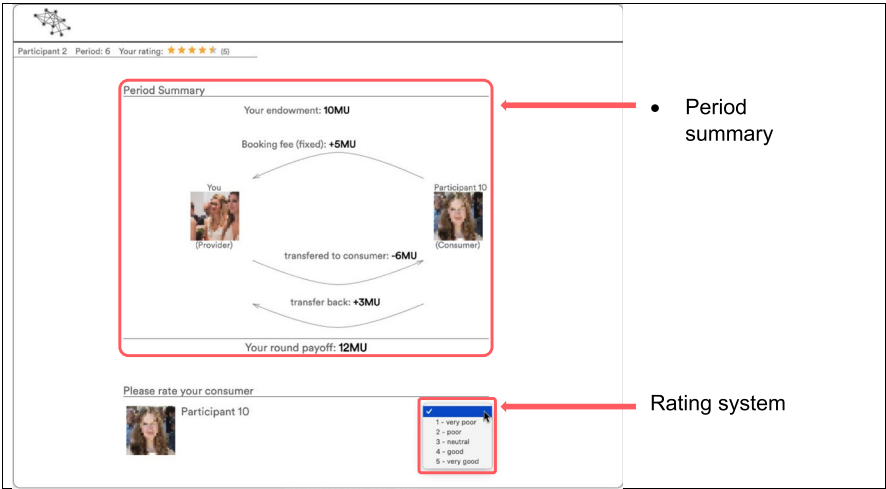 Participant 2 Period: 6 Your rating: (5)
Period Summary
Your endowment: 10MU
Booking fee (fixed): +5MU
You
Participant 10
(Provider)
(Consumer)
transfered to consumer: -6MU
transfer back: +3MU
Your round payoff: 12MU
Please rate your consumer
Participant 10
1 - very poor
2 - poor
3 - neutral
4 - good
5 - very good
• Period
summary
Rating system